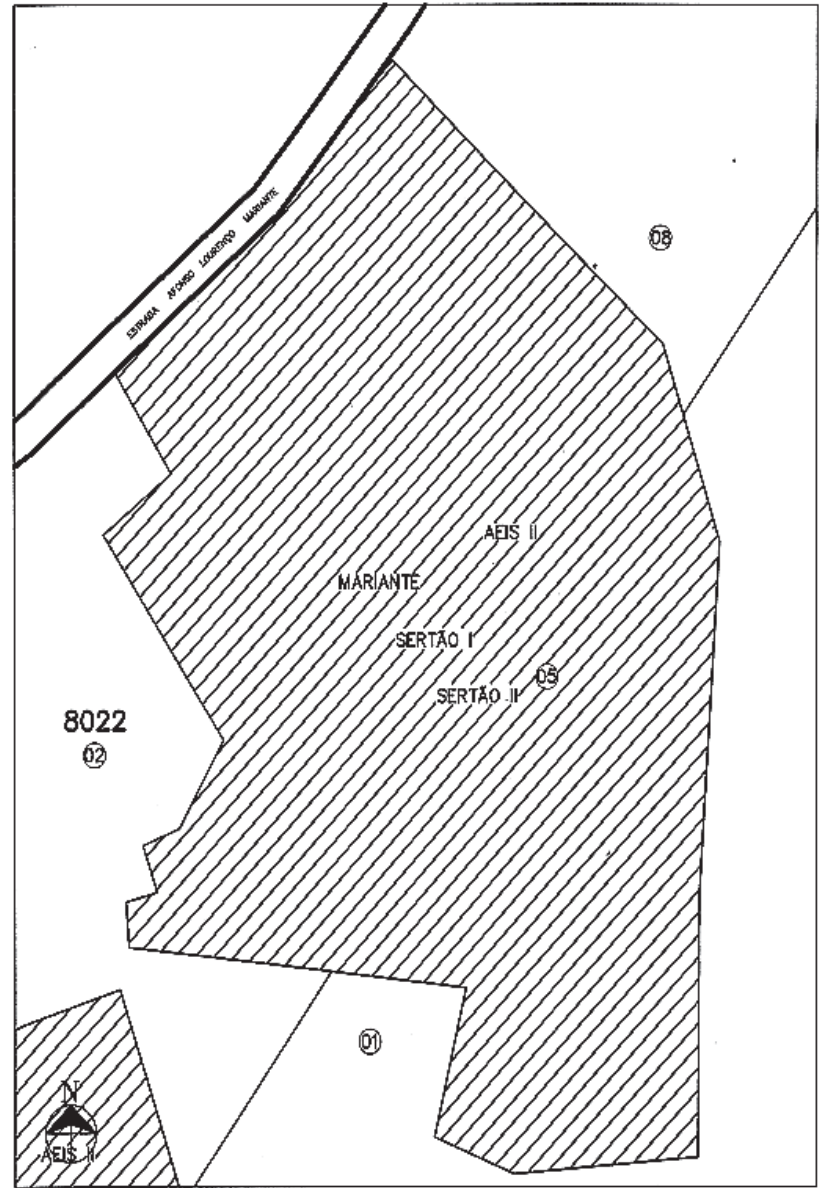 ESTRADA AFONSO LOURENÇO MARIANTE
08
AEIS II
MARIANTE
SERTÃO I
05
SERTÃO II
8022
02
01
N
AEIS II